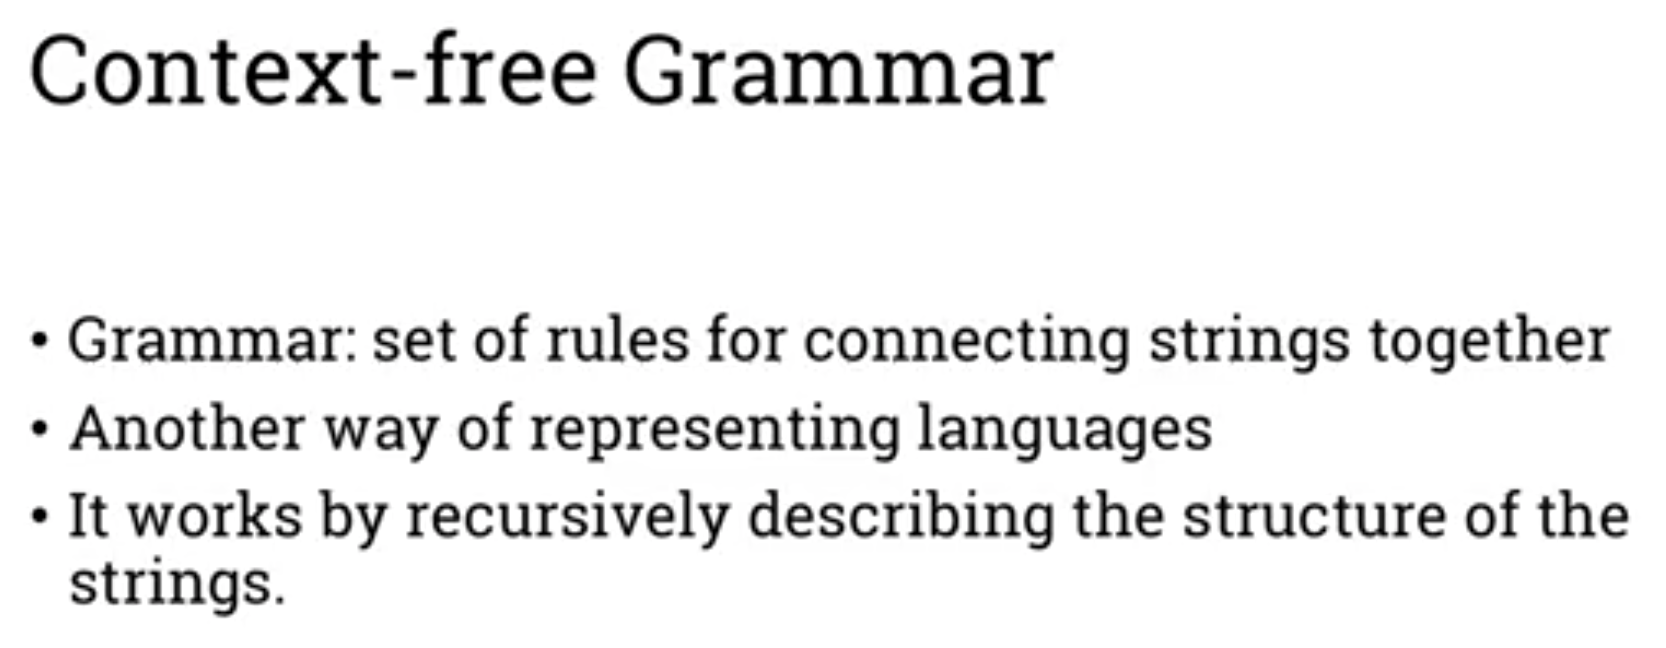 Context-free Grammar
• Grammar: set of rules for connecting strings together
• Another way of representing languages
• It works by recursively describing the structure of the
strings.